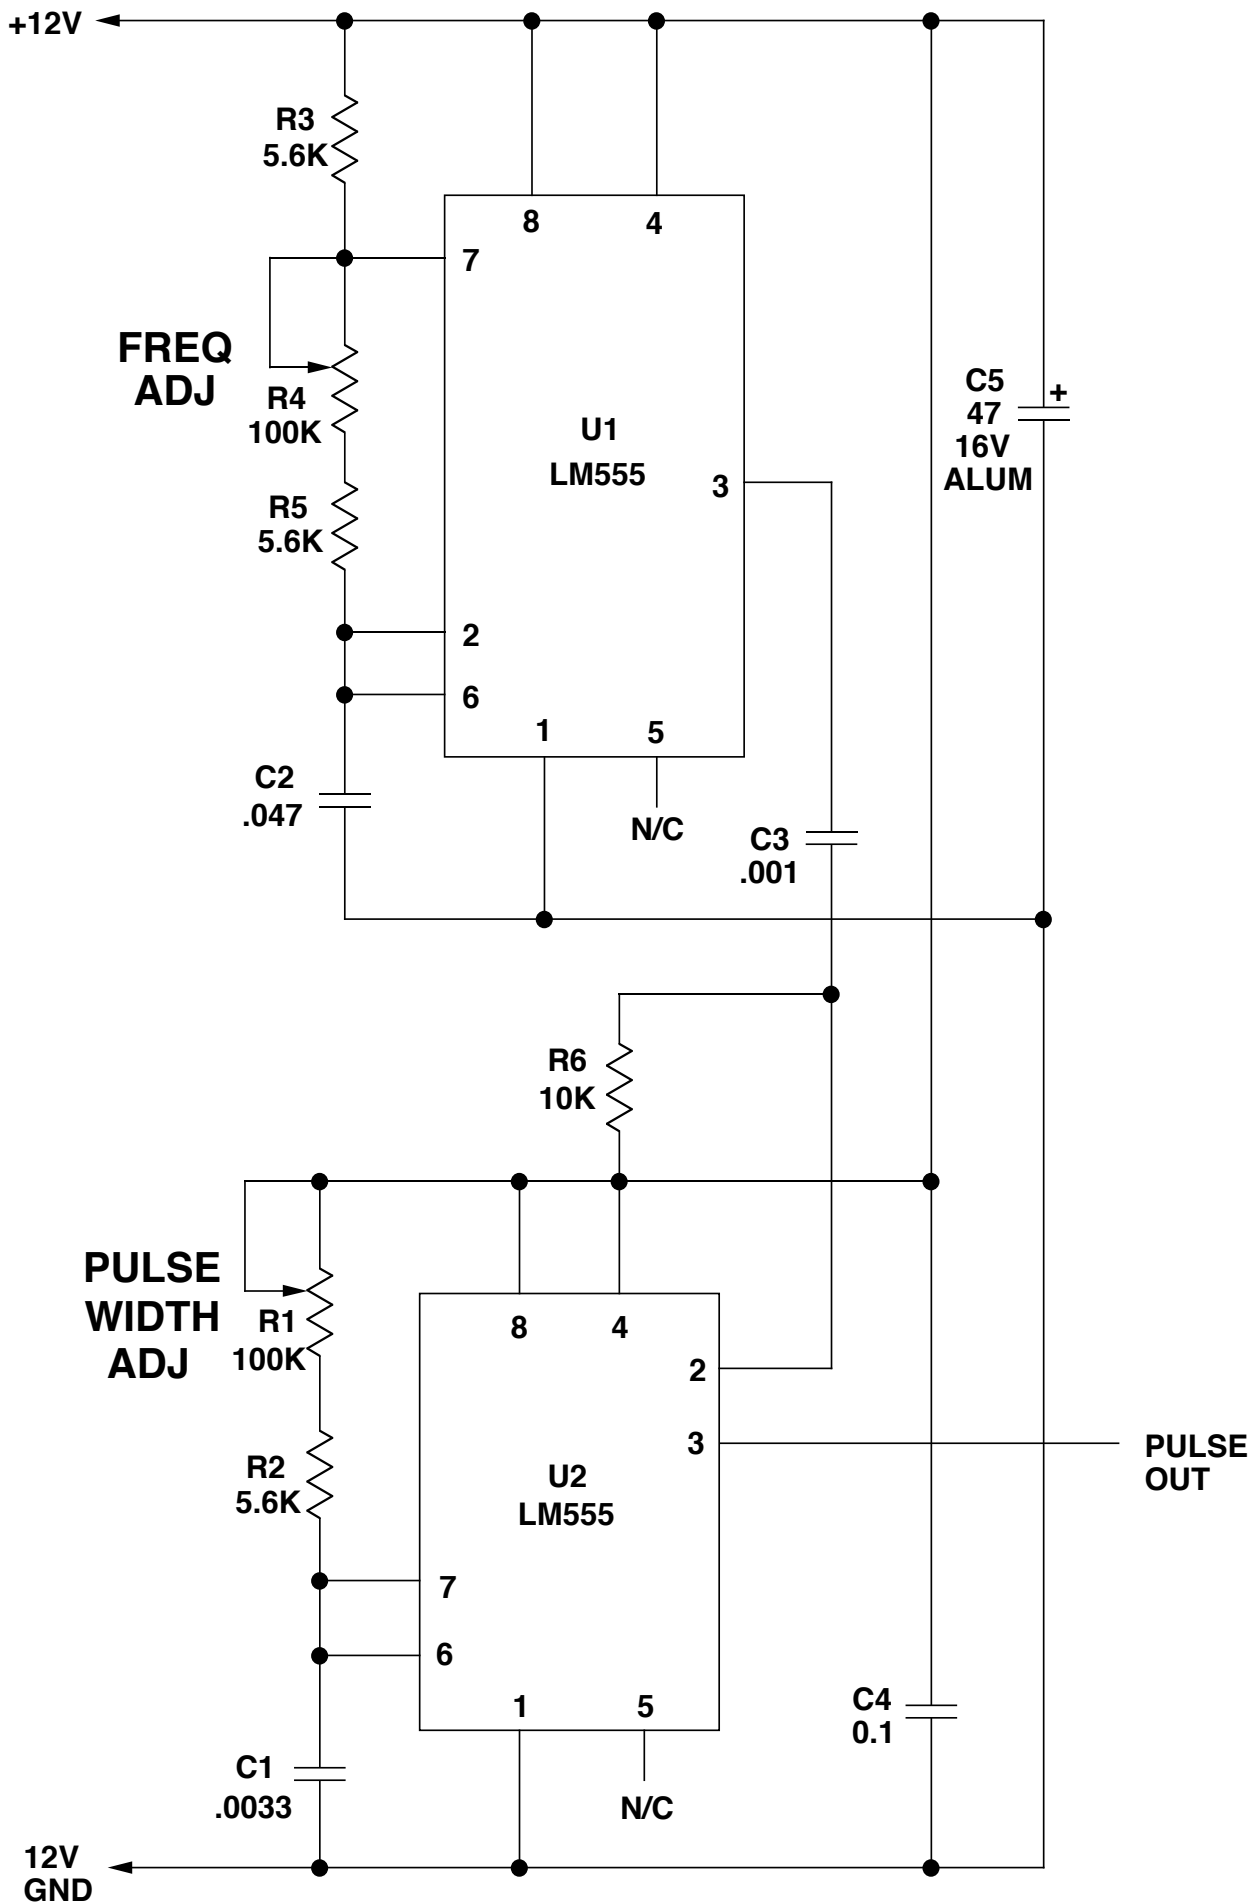 +12V
R3
5.6K
8
4
7
FREQ
ADJ
R4
100K
C5
47
16V
ALUM
+
U1
LM555
3
R5
5.6K
2
6
1
5
C2
.047
N/C
C3
.001
R6
10K
PULSE
WIDTH
ADJ
R1
100K
8
4
2
3
PULSE
OUT
R2
5.6K
U2
LM555
7
6
1
5
C4
0.1
C1
.0033
N/C
12V
GND